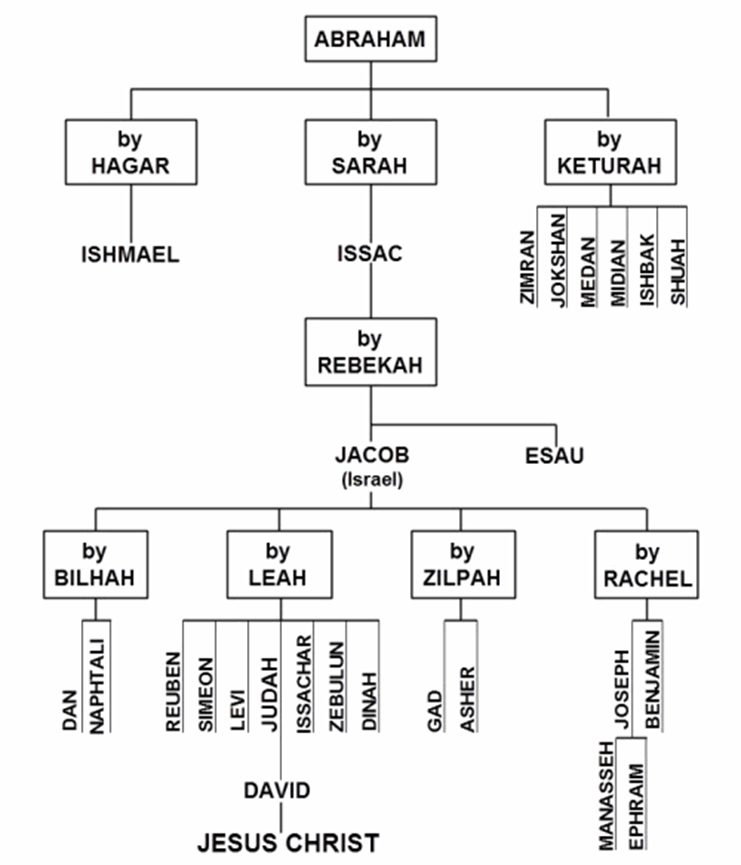 ABRAHAM
by
HAGAR
by
SARAH
by
KETURAH
ISHMAEL
ISSAC
ZIMRAN
JOKSHAN
MEDAN
MIDIAN
ISHBAK
SHUAH
by
REBEKAH
JACOB
(Israel)
ESAU
by
BILHAH
by
LEAH
by
ZILPAH
by
RACHEL
DAN
NAPHTALI
REUBEN
SIMEON
LEVI
JUDAH
ISSACHAR
ZEBULUN
DINAH
GAD
ASHER
JOSEPH
BENJAMIN
MANASSEH
EPHRAIM
DAVID
JESUS CHRIST